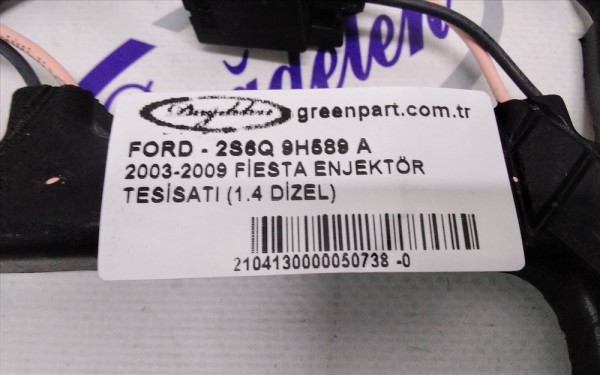 greenpart.com.tr
FORD - 2S6Q 9H589 A
2003-2009 FİESTA ENJEKTÖR
TESİSATI (1.4 DİZEL)
2104130000050738 -0